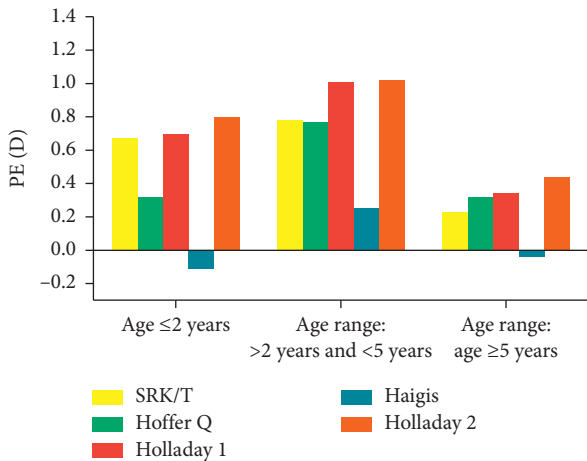 PE (D)
1.4
1.2
1.0
0.8
0.6
0.4
0.2
0.0
−0.2
Age ≤2 years
Age range:
>2 years and <5 years
Age range:
age ≥5 years
SRK/T
Hoffer Q
Holladay 1
Haigis
Holladay 2